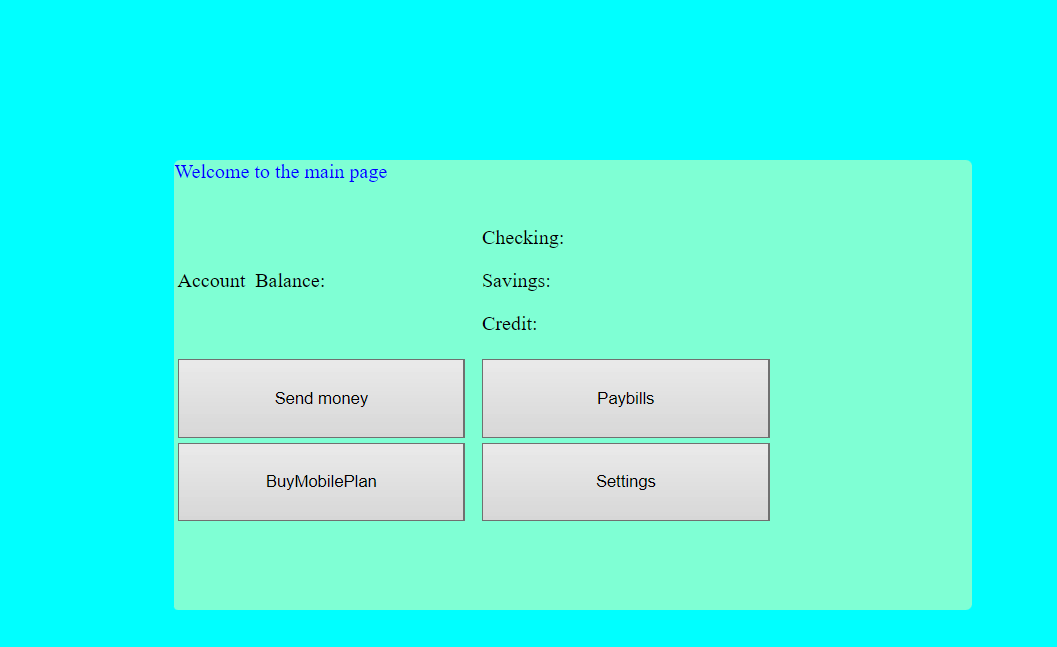 Welcome to the main page
Checking:
Account  Balance:
Savings:
Credit:
Send money
Paybills
BuyMobilePlan
Settings